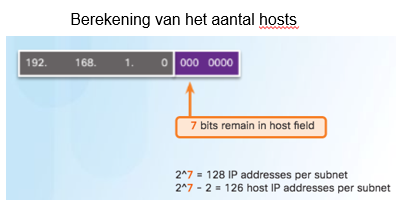 Berekening van het aantal hosts
192. 168. 1. 0 000 0000
7 bits remain in host field
2^7 = 128 IP addresses per subnet
2^7 - 2 = 126 host IP addresses per subnet